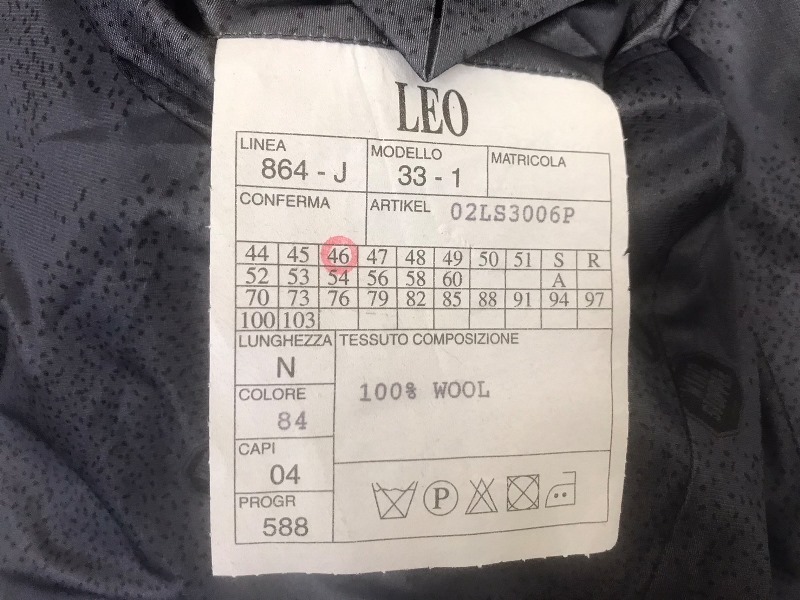 LEO
LINEA 864 - J MODELLO 33 - 1 MATRICOLA
CONFERMA ARTIKEL 02LS3006P
44 45 46 47 48 49 50 51 S R
52 53 54 56 58 60 A
70 73 76 79 82 85 88 91 94 97
100 103
LUNGHEZZA N
COLORE 84
CAPI 04
PROGR 588
TESSUTO COMPOSIZIONE
100% WOOL
P